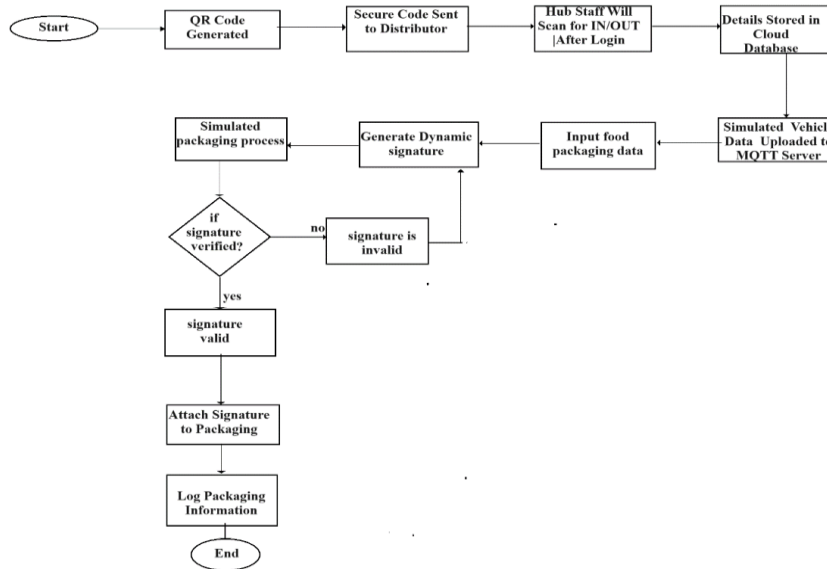 Start
QR Code
Generated
Secure Code Sent
to Distributor
Hub Staff Will
Scan for IN/OUT
|After Login
Details Stored in
Cloud
Database
Simulated
packaging process
Generate Dynamic
signature
Input food
packaging data
Simulated Vehicl
Data Uploaded to
MQTT Server
if
signature
verified?
no
signature is
invalid
yes
signature
valid
Attach Signature
to Packaging
Log Packaging
Information
End